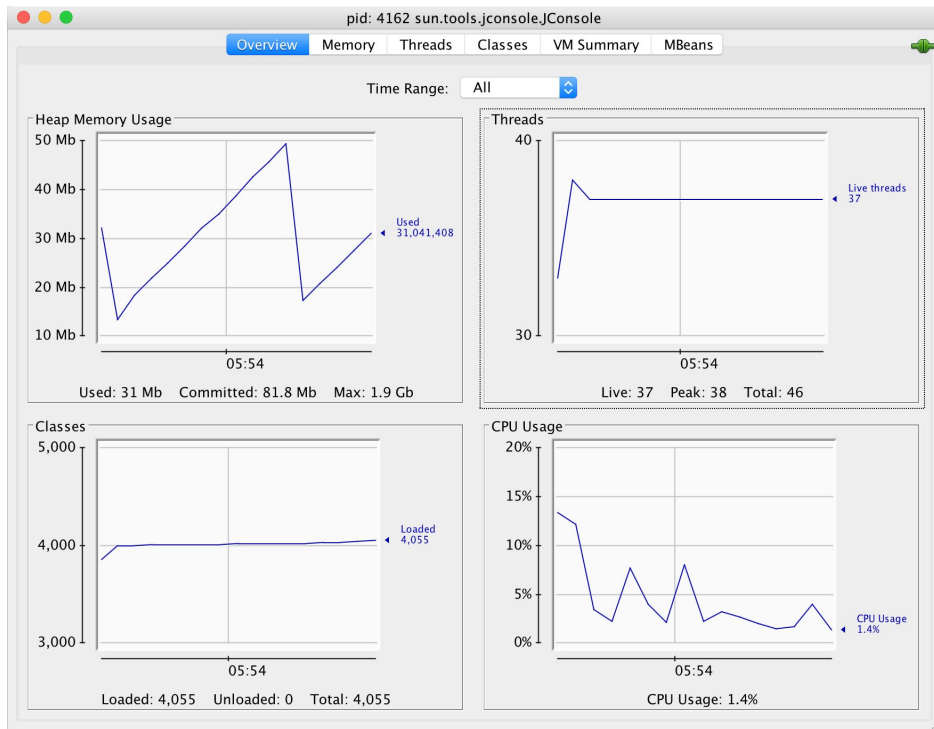 pid: 4162 sun.tools.jconsole.JConsole
Overview Memory Threads Classes VM Summary MBeans
Time Range: All
Heap Memory Usage
50 Mb
40 Mb
30 Mb
20 Mb
10 Mb
Used
31,041,408
05:54
Used: 31 Mb Committed: 81.8 Mb Max: 1.9 Gb
Threads
40
30
Live threads
37
05:54
Live: 37 Peak: 38 Total: 46
Classes
5,000
4,000
3,000
Loaded
4,055
05:54
Loaded: 4,055 Unloaded: 0 Total: 4,055
CPU Usage
20%
15%
10%
5%
0%
CPU Usage
1.4%
05:54
CPU Usage: 1.4%